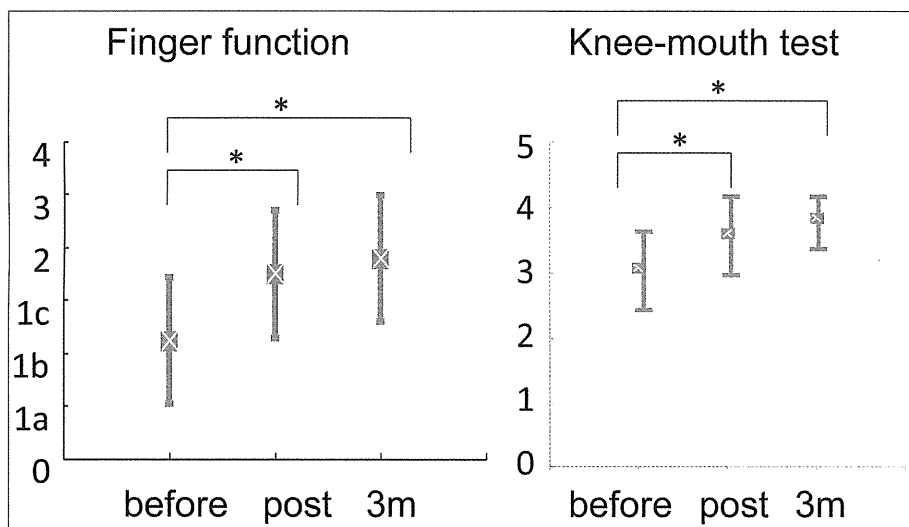 Finger function
*
*
4
3
2
1c
1b
1a
0
before post 3m
Knee-mouth test
*
*
5
4
3
2
1
0
before post 3m